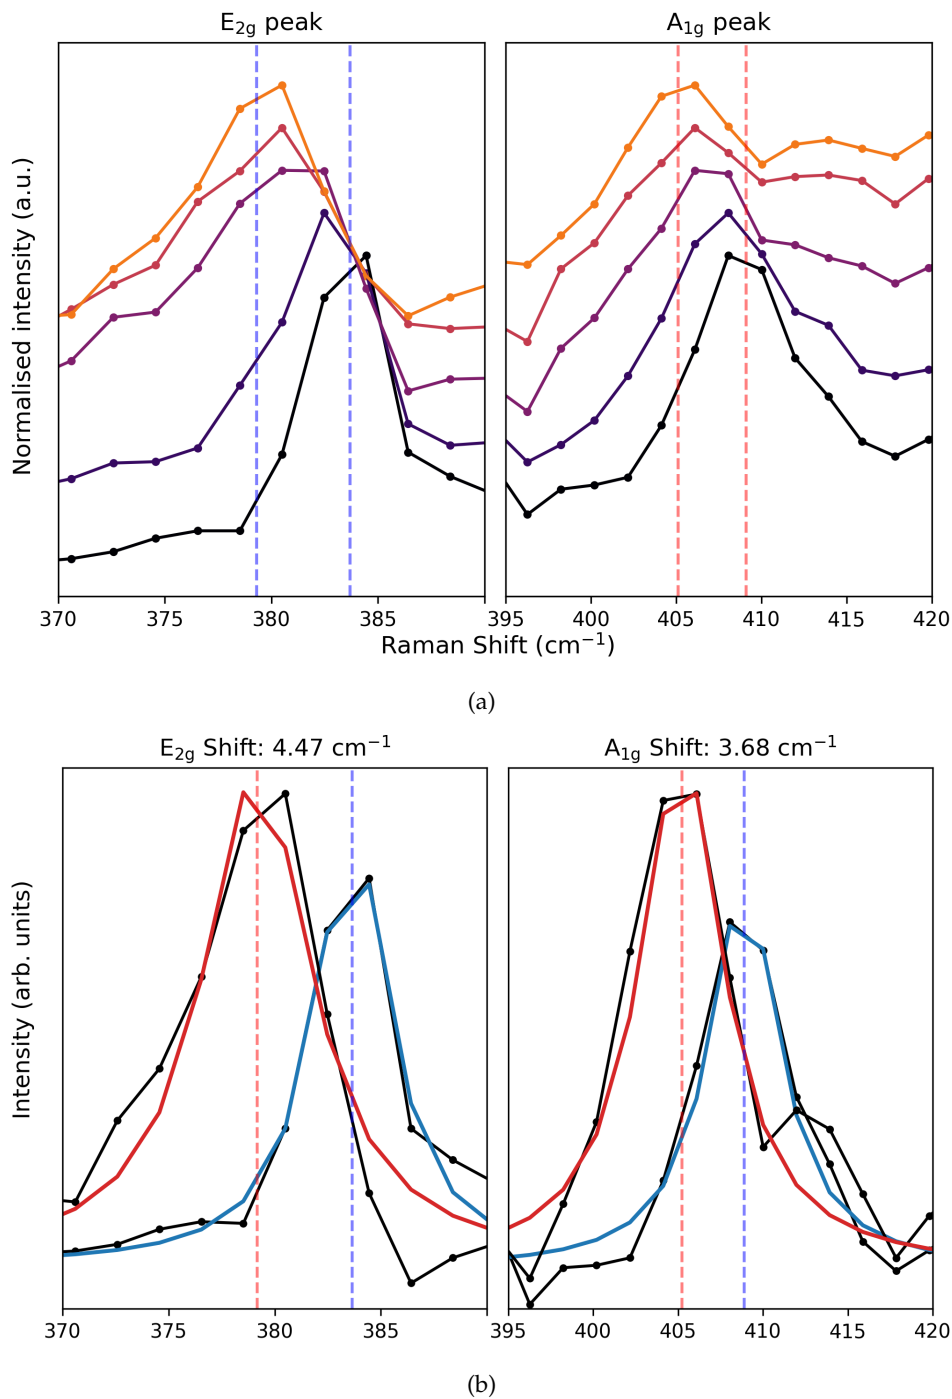 E₂g peak
A₁g peak
Normalised intensity (a.u.)
370 375 380 385
395 400 405 410 415 420
Raman Shift (cm⁻¹)
(a)
E₂g Shift: 4.47 cm⁻¹
A₁g Shift: 3.68 cm⁻¹
Intensity (arb. units)
370 375 380 385
395 400 405 410 415 420
(b)